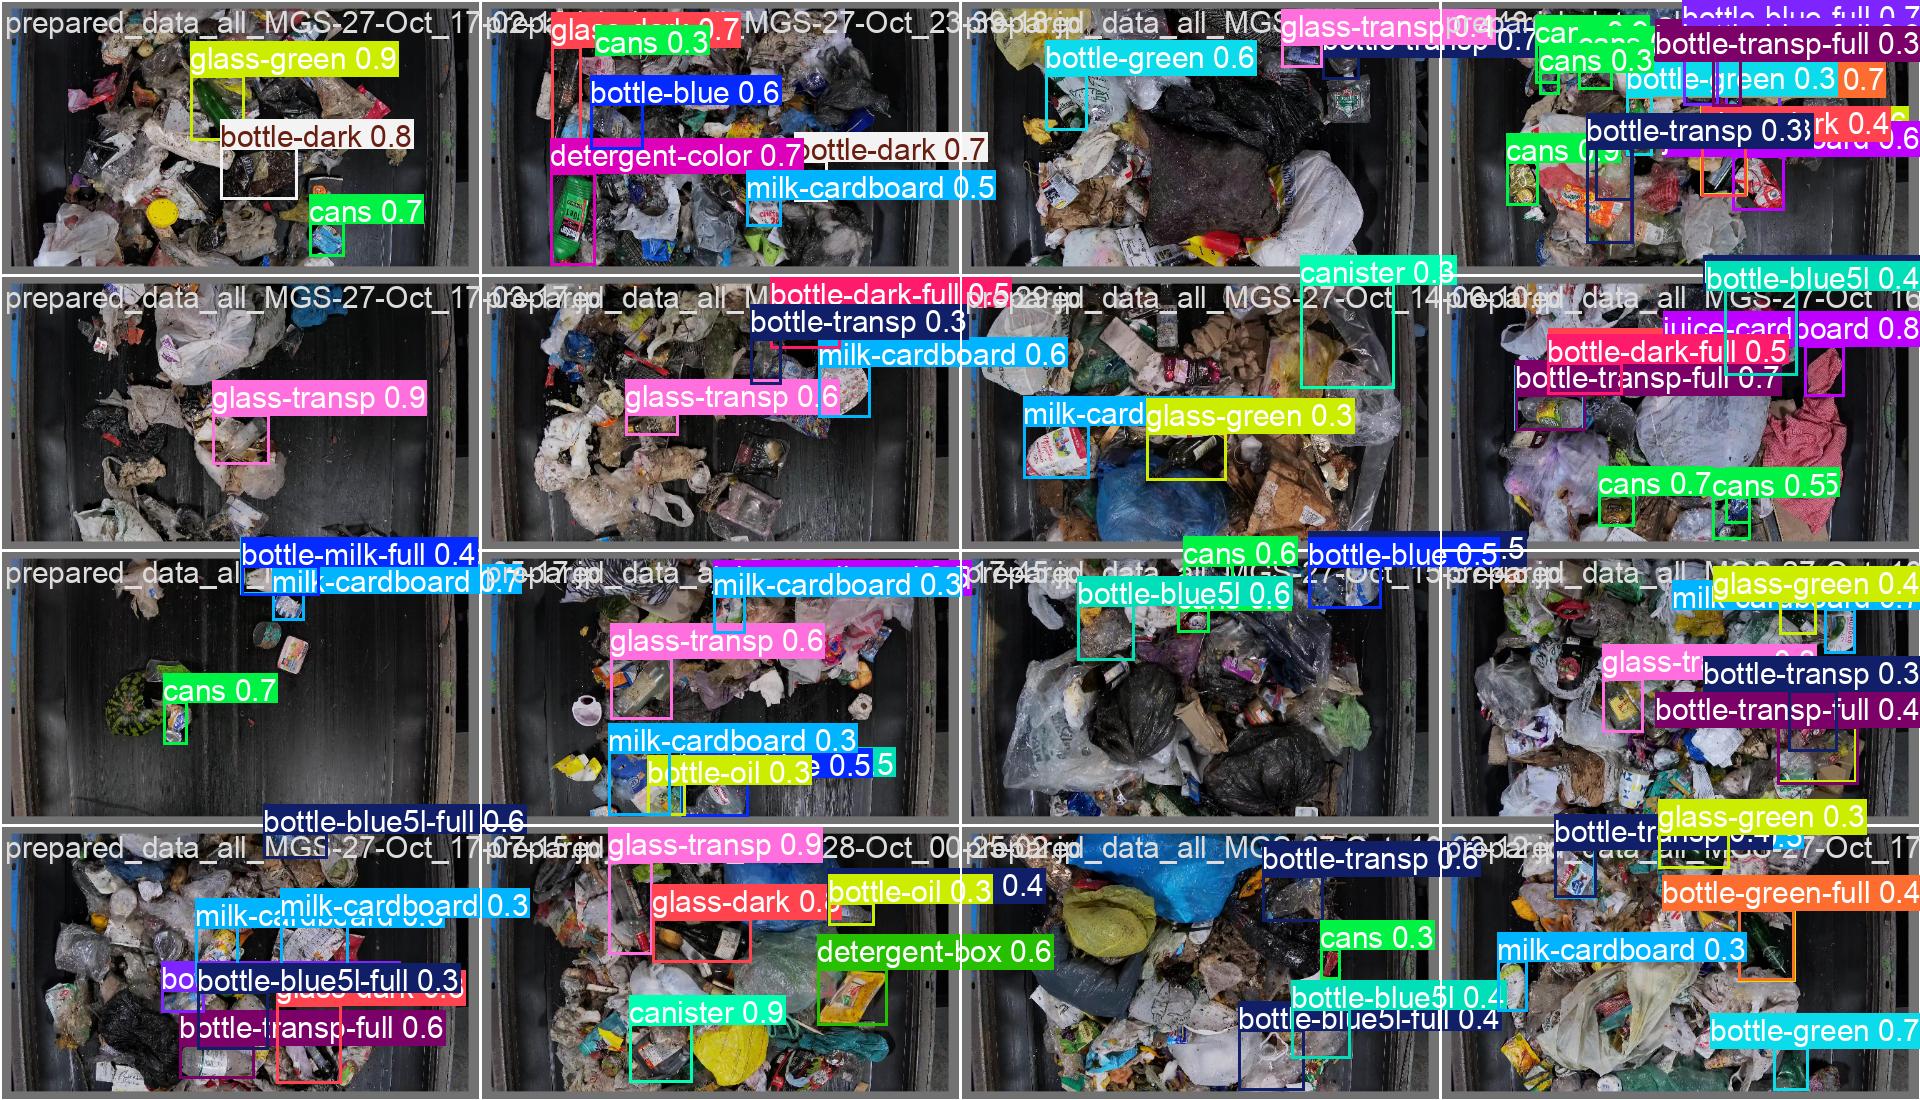 prepared_data_all_MGS-27-Oct_17
glass-green 0.9
bottle-dark 0.8
cans 0.7
glass-dark 0.7
cans 0.3
MGS-27-Oct_23
bottle-blue 0.6
bottle-dark 0.7
detergent-color 0.7
milk-cardboard 0.5
glass-transp 0.4
bottle-transp 0.7
bottle-green 0.6
bottle-blue-full 0.7
bottle-transp-full 0.3
cans 0.3
bottle-green 0.3
0.7
rk 0.4
bottle-transp 0.3
cans 0.9
prepared_data_all_MGS-27-Oct_17
glass-transp 0.9
bottle-dark-full 0.5
bottle-transp 0.3
milk-cardboard 0.6
glass-transp 0.6
canister 0.3
data_all_MGS-27-Oct_14
milk-card
glass-green 0.3
bottle-blue5l 0.4
data_all_MGS-27-Oct_16
juice-cardboard 0.8
bottle-dark-full 0.5
bottle-transp-full 0.7
cans 0.7
cans 0.5
prepared_data_al
bottle-milk-full 0.4
milk-cardboard 0.7
cans 0.7
milk-cardboard 0.3
glass-transp 0.6
milk-cardboard 0.3
bottle-oil 0.3
e 0.5
cans 0.6
bottle-blue 0.5
data_all_MGS-27-Oct_15
bottle-blue5l 0.6
glass-green 0.4
bottle-transp 0.3
bottle-transp-full 0.4
bottle-blue5l-full 0.6
prepared_data_all_MGS-27-Oct_17
milk-cardboard 0.3
bottle-blue5l-full 0.3
bottle-transp-full 0.6
glass-transp 0.9
28-Oct_00
glass-dark 0.
bottle-oil 0.3
0.4
detergent-box 0.6
canister 0.9
bottle-transp 0.6
cans 0.3
bottle-blue5l 0.4
bottle-blue5l-full 0.4
glass-green 0.3
bottle-green-full 0.4
milk-cardboard 0.3
bottle-green 0.7